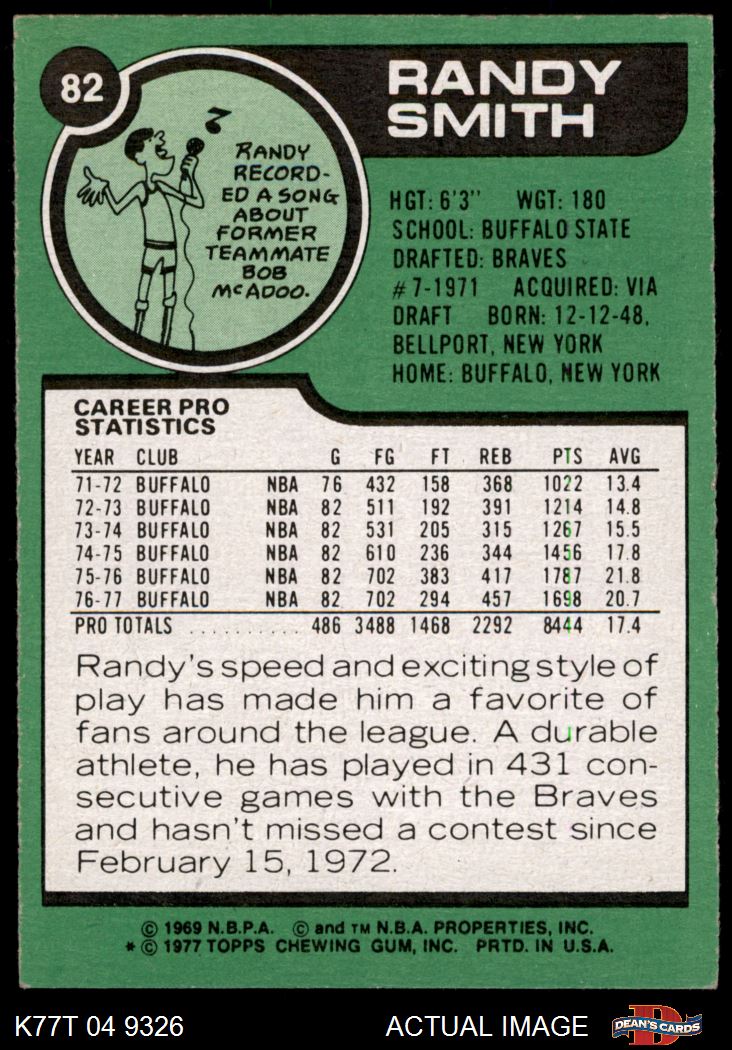 82
RANDY
SMITH
RANDY
RECORD-
ED A SONG
ABOUT
FORMER
TEAMMATE
BOB
McADOO.
HGT: 6'3" WGT: 180
SCHOOL: BUFFALO STATE
DRAFTED: BRAVES
#7-1971 ACQUIRED: VIA
DRAFT BORN: 12-12-48,
BELLPORT, NEW YORK
HOME: BUFFALO, NEW YORK
CAREER PRO
STATISTICS
YEAR CLUB G FG FT REB PTS AVG
71-72 BUFFALO NBA 76 432 158 368 1022 13.4
72-73 BUFFALO NBA 82 511 192 391 1214 14.8
73-74 BUFFALO NBA 82 531 205 315 1267 15.5
74-75 BUFFALO NBA 82 610 236 344 1456 17.8
75-76 BUFFALO NBA 82 702 383 417 1787 21.8
76-77 BUFFALO NBA 82 702 294 457 1698 20.7
PRO TOTALS .......... 486 3488 1468 2292 8444 17.4
Randy's speed and exciting style of
play has made him a favorite of
fans around the league. A durable
athlete, he has played in 431 con-
secutive games with the Braves
and hasn't missed a contest since
February 15, 1972.
© 1969 N.B.P.A. © and TM N.B.A. PROPERTIES, INC.
* © 1977 TOPPS CHEWING GUM, INC. PRTD. IN U.S.A.
K77T 04 9326 ACTUAL IMAGE DEAN'S CARDS